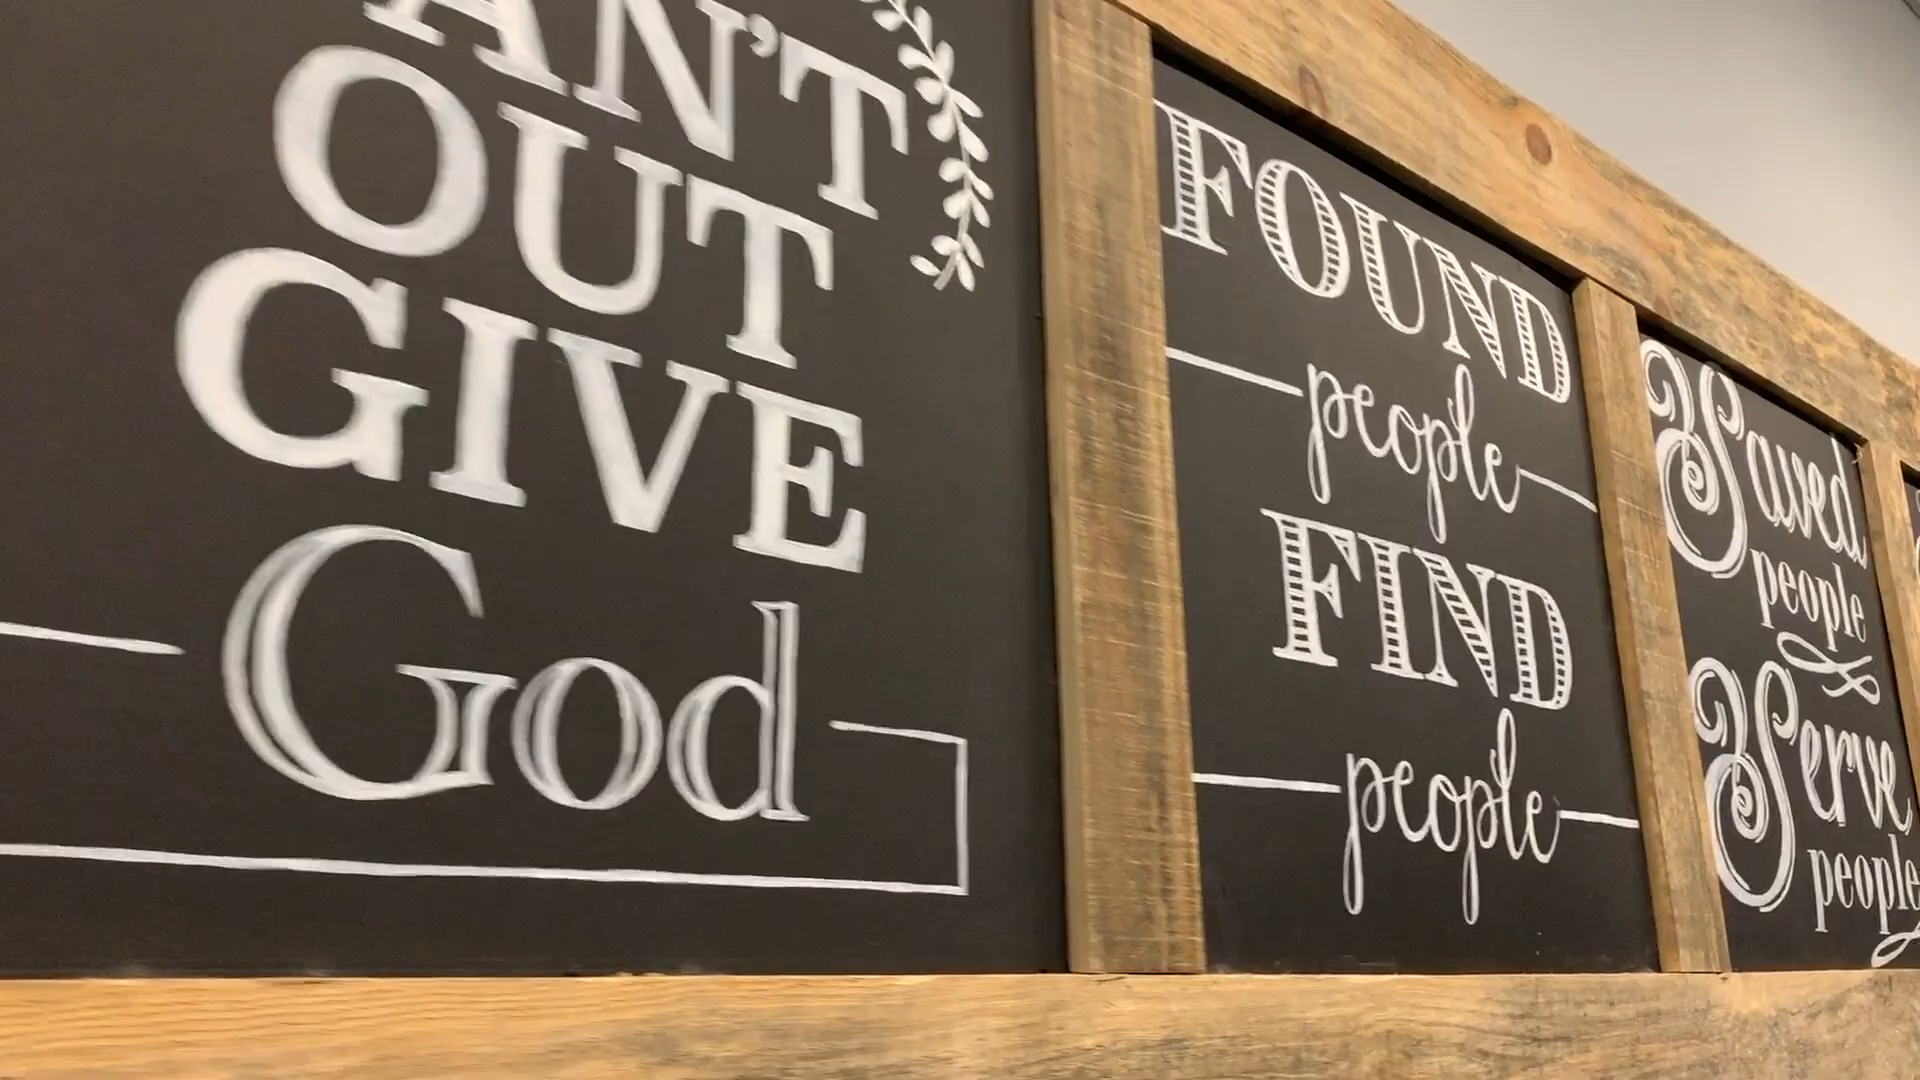 AN'T
OUT
GIVE
God
FOUND
people
FIND
people
Saved
people
Serve
people